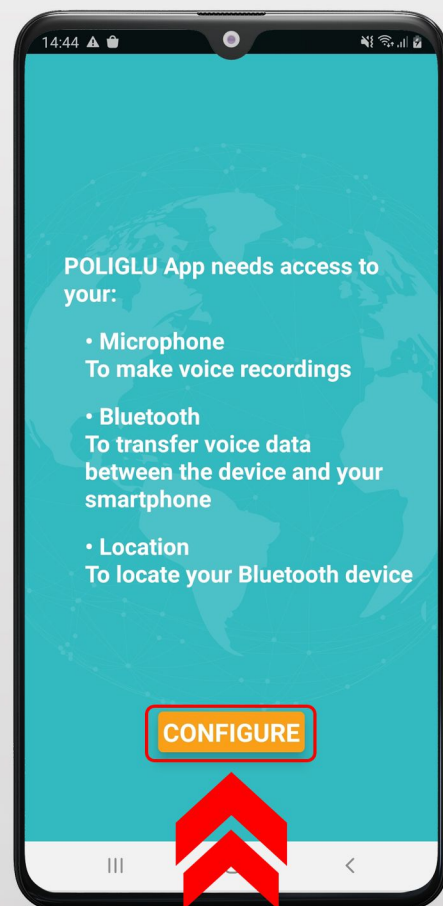 14:44
POLIGLU App needs access to
your:
• Microphone
To make voice recordings
• Bluetooth
To transfer voice data
between the device and your
smartphone
• Location
To locate your Bluetooth device
CONFIGURE